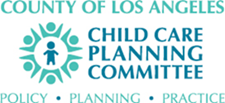 COUNTY OF LOS ANGELES
CHILD CARE
PLANNING
COMMITTEE
POLICY • PLANNING • PRACTICE